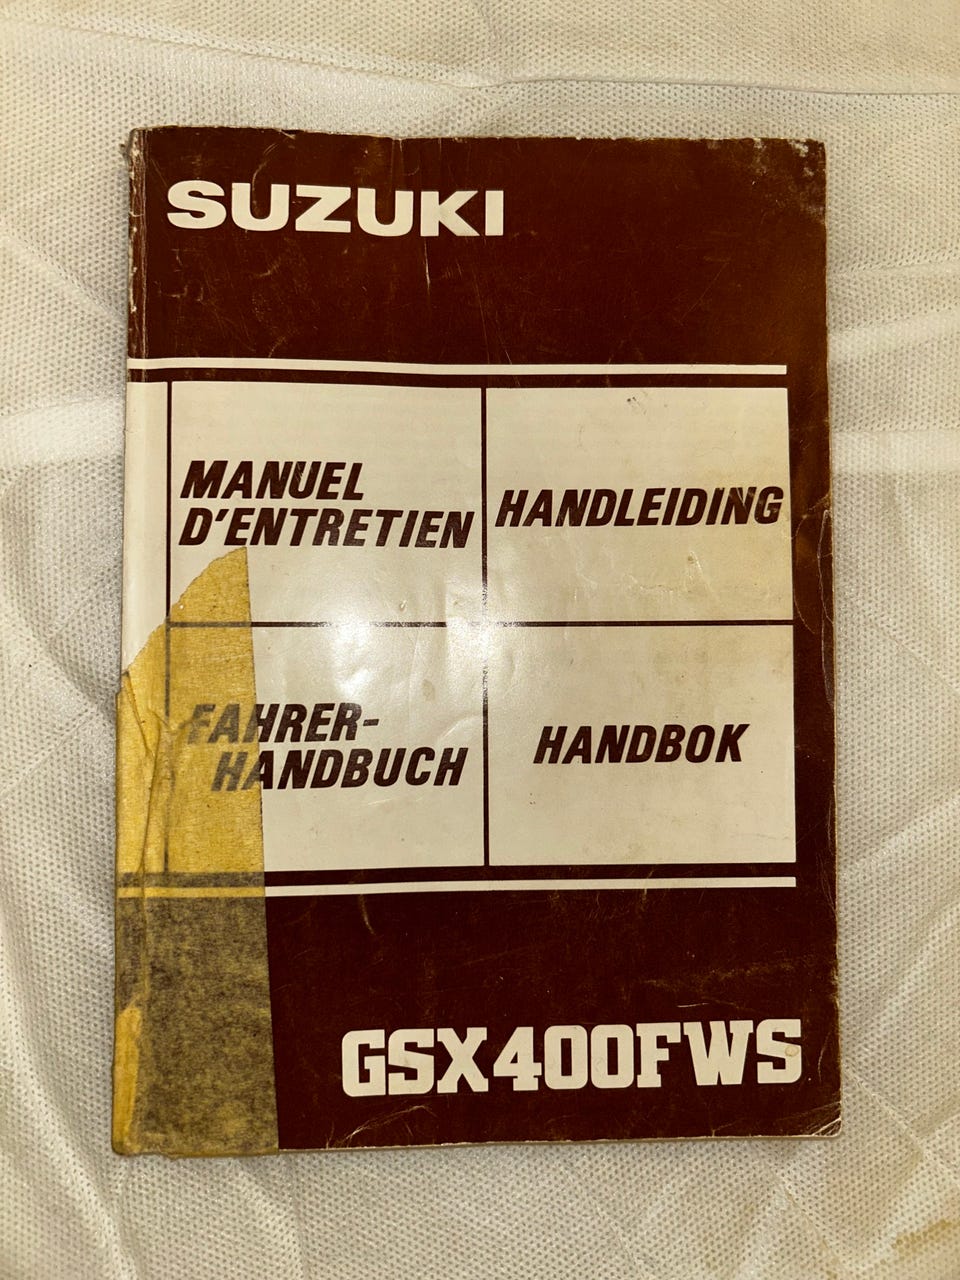 SUZUKI
MANUEL
D'ENTRETIEN
HANDLEIDING
FAHRER-
HANDBUCH
HANDBOK
GSX400FWS